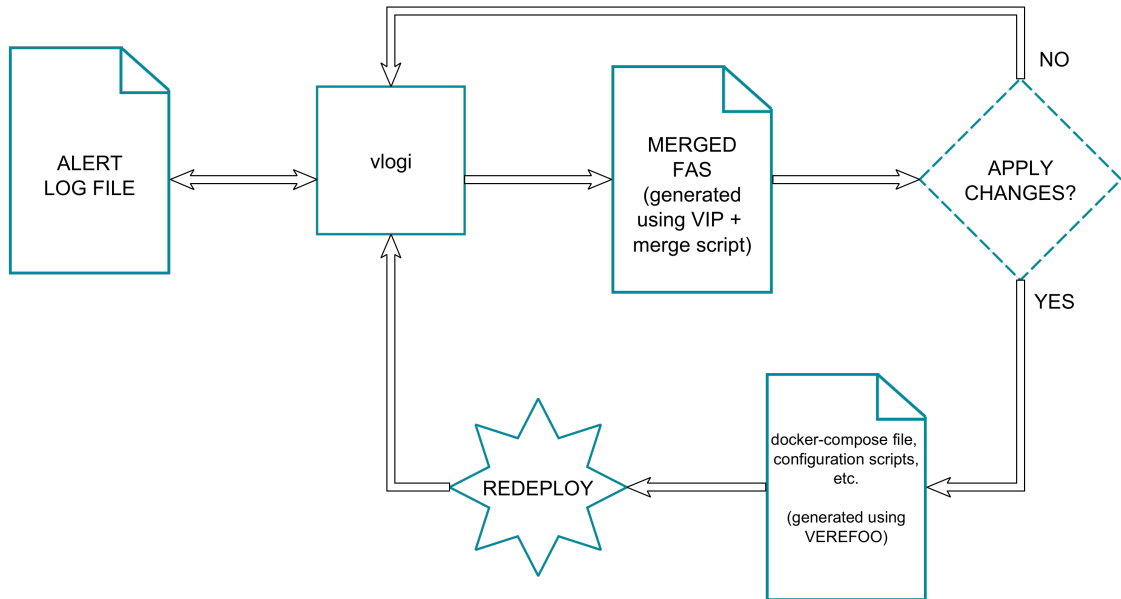 NO
ALERT
LOG FILE
vlogi
MERGED
FAS
(generated
using VIP +
merge script)
APPLY
CHANGES?
YES
docker-compose file,
configuration scripts,
etc.
(generated using
VEREFOO)
REDEPLOY